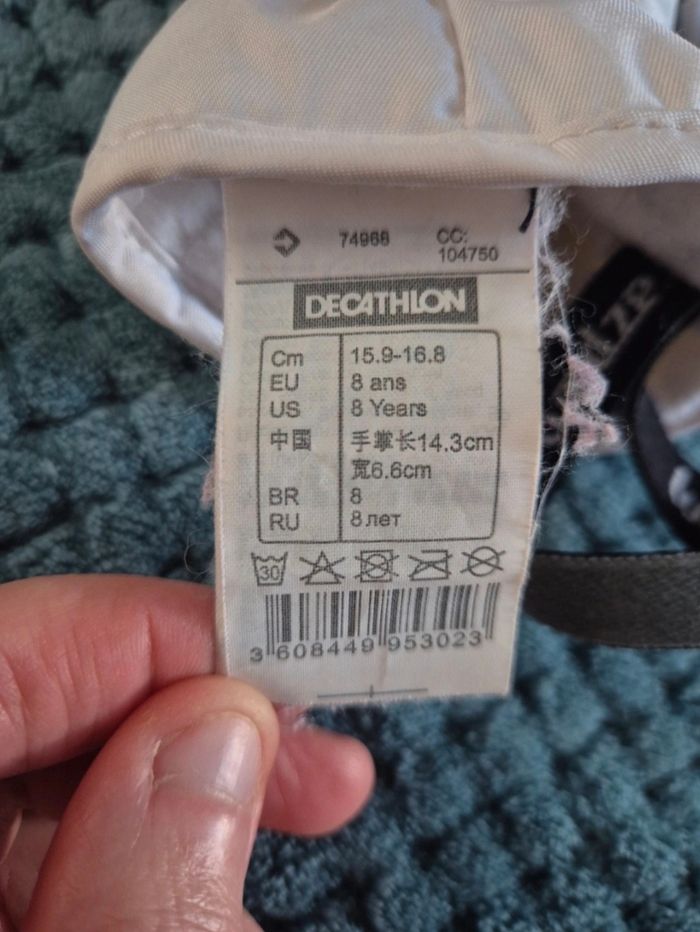 74968 CC:
104750
DECATHLON
Cm 15.9-16.8
EU 8 ans
US 8 Years
中国 手掌长14.3cm
宽6.6cm
BR 8
RU 8 лет
30
3 608449 953023